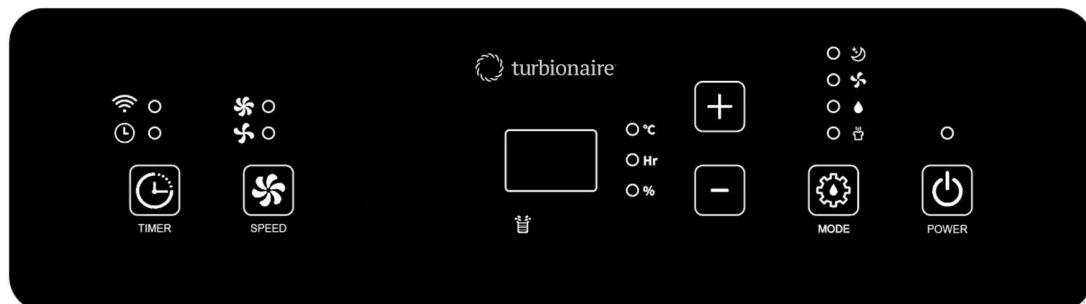 turbionaire
°C
Hr
%
TIMER
SPEED
MODE
POWER